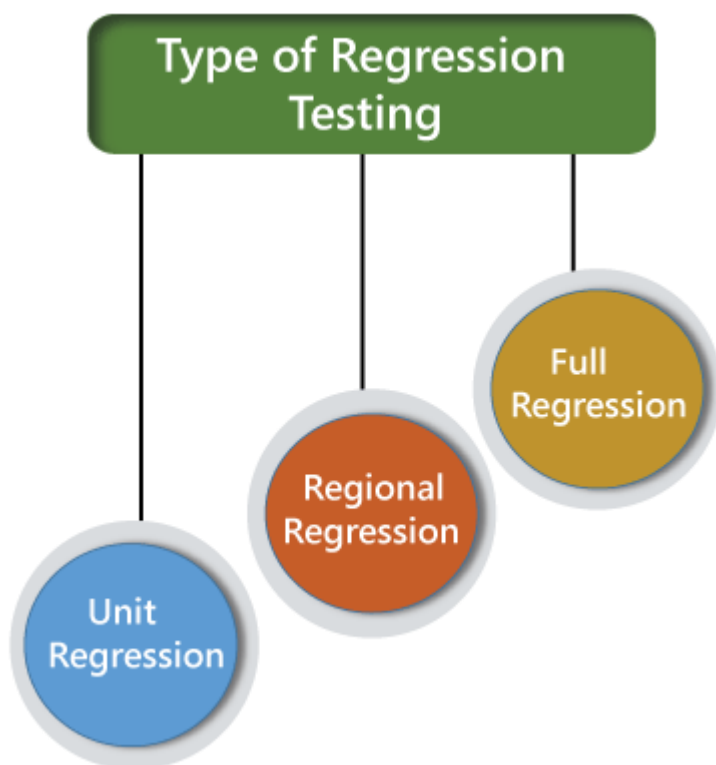 Type of Regression
Testing
Full
Regression
Regional
Regression
Unit
Regression